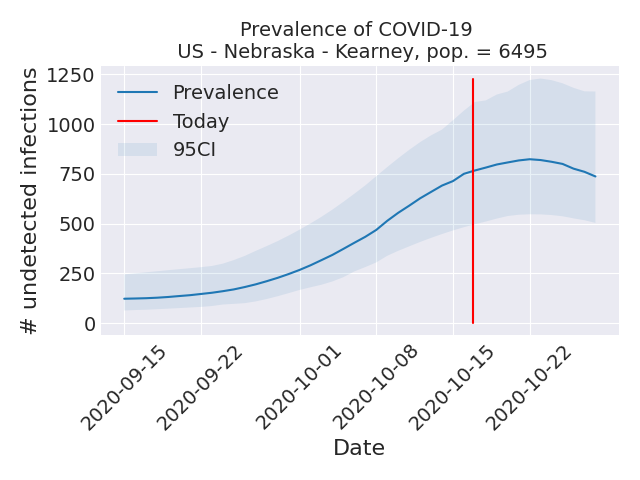 Prevalence of COVID-19
US - Nebraska - Kearney, pop. = 6495
# undetected infections
1250
1000
750
500
250
0
Prevalence
Today
95CI
2020-09-15
2020-09-22
2020-10-01
2020-10-08
2020-10-15
2020-10-22
Date